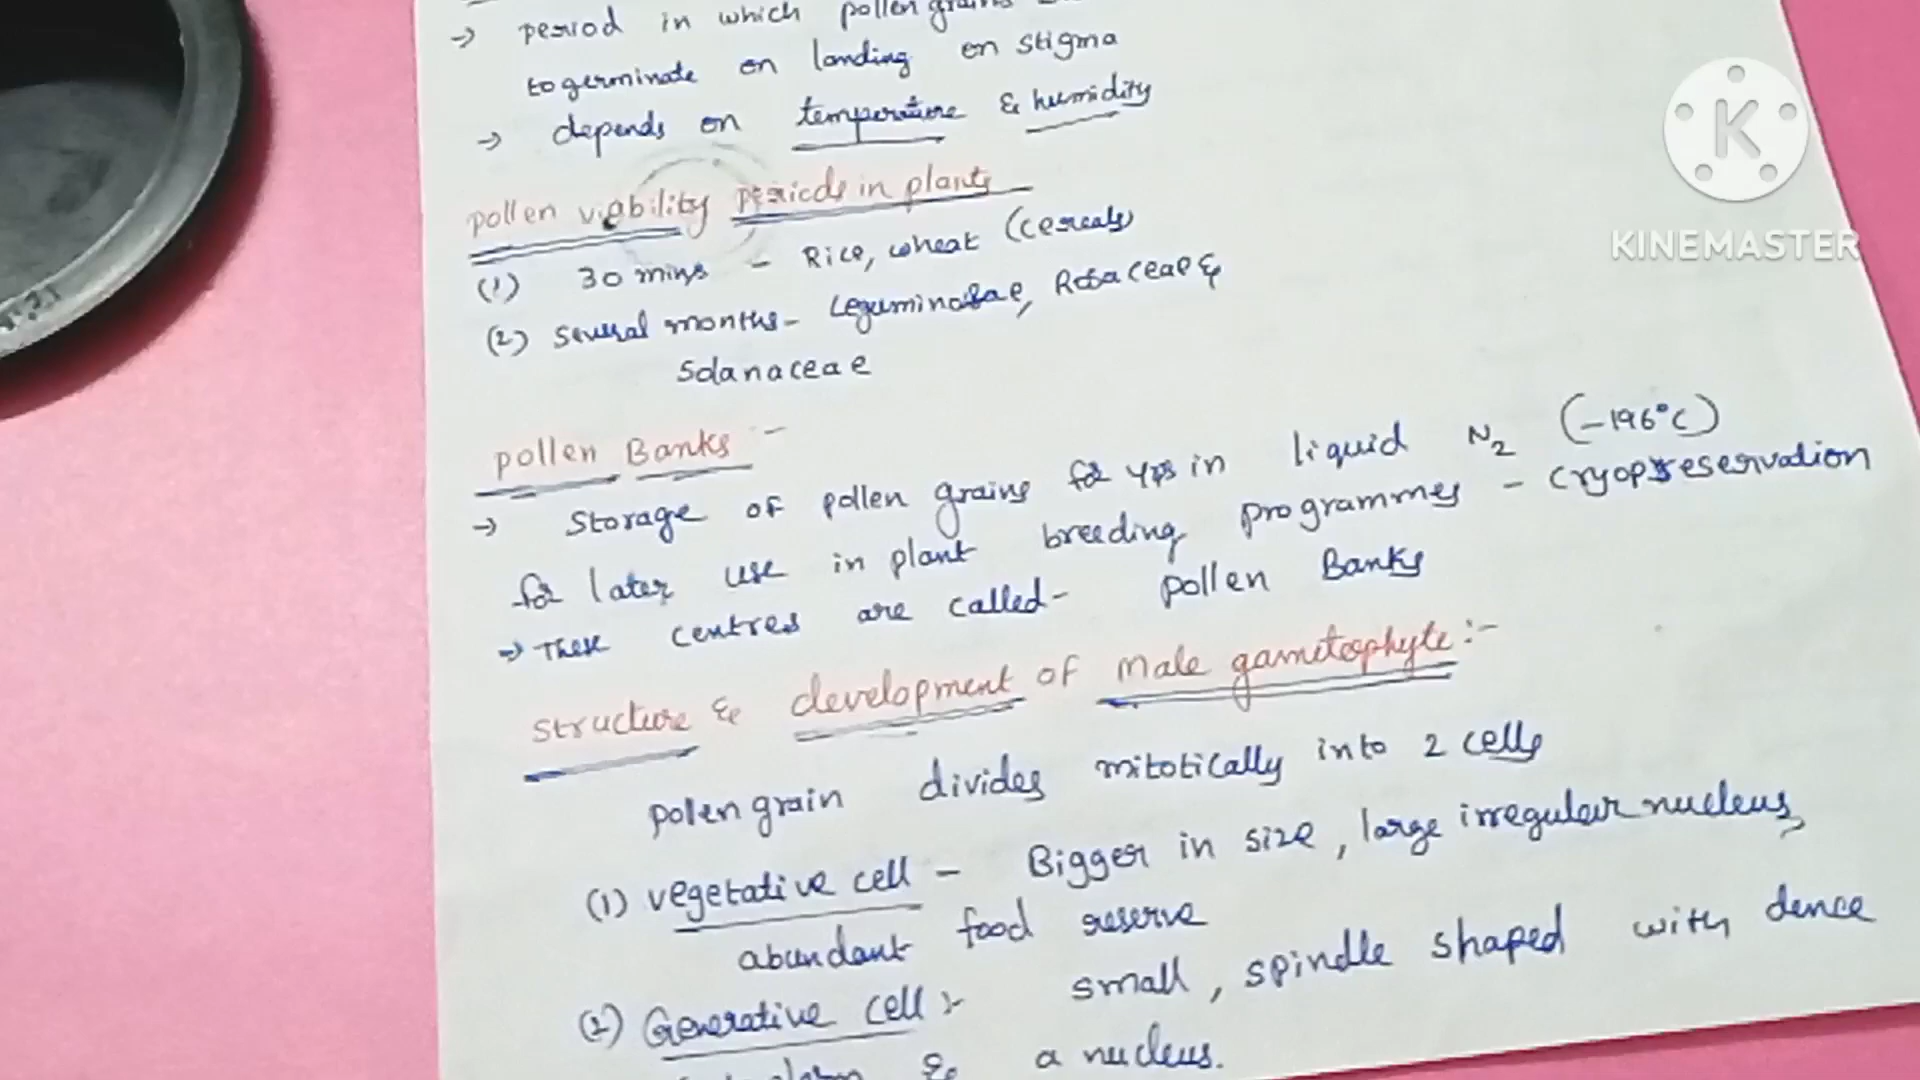 → period in which pollen grains
to germinate on landing on stigma
→ depends on temperature & humidity
pollen viability periods in plants
(1) 30 mins - Rice, wheat (cereals)
(2) several months - Leguminosae, Rosaceae &
Solanaceae
pollen Banks :-
→ Storage of pollen grains for yrs in liquid N2 (-196°C)
for later use in plant breeding programmes - cryopreservation
→ These centres are called - pollen Banks
structure & development of male gametophyte :-
pollen grain divides mitotically into 2 cells
(1) vegetative cell - Bigger in size, large irregular nucleus,
abundant food reserve
(2) Generative cell :- small, spindle shaped with dence
& a nucleus.
K
KINEMASTER